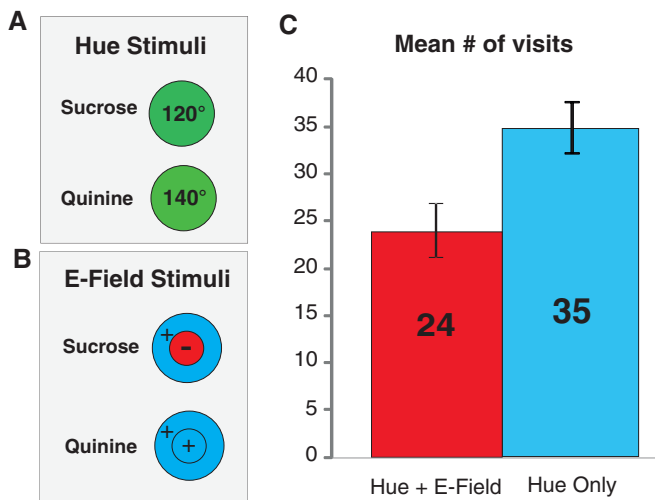 A
Hue Stimuli
Sucrose 120°
Quinine 140°
B
E-Field Stimuli
Sucrose + -
Quinine + +
C
Mean # of visits
40
35
30
25
20
15
10
5
0
24
35
Hue + E-Field Hue Only